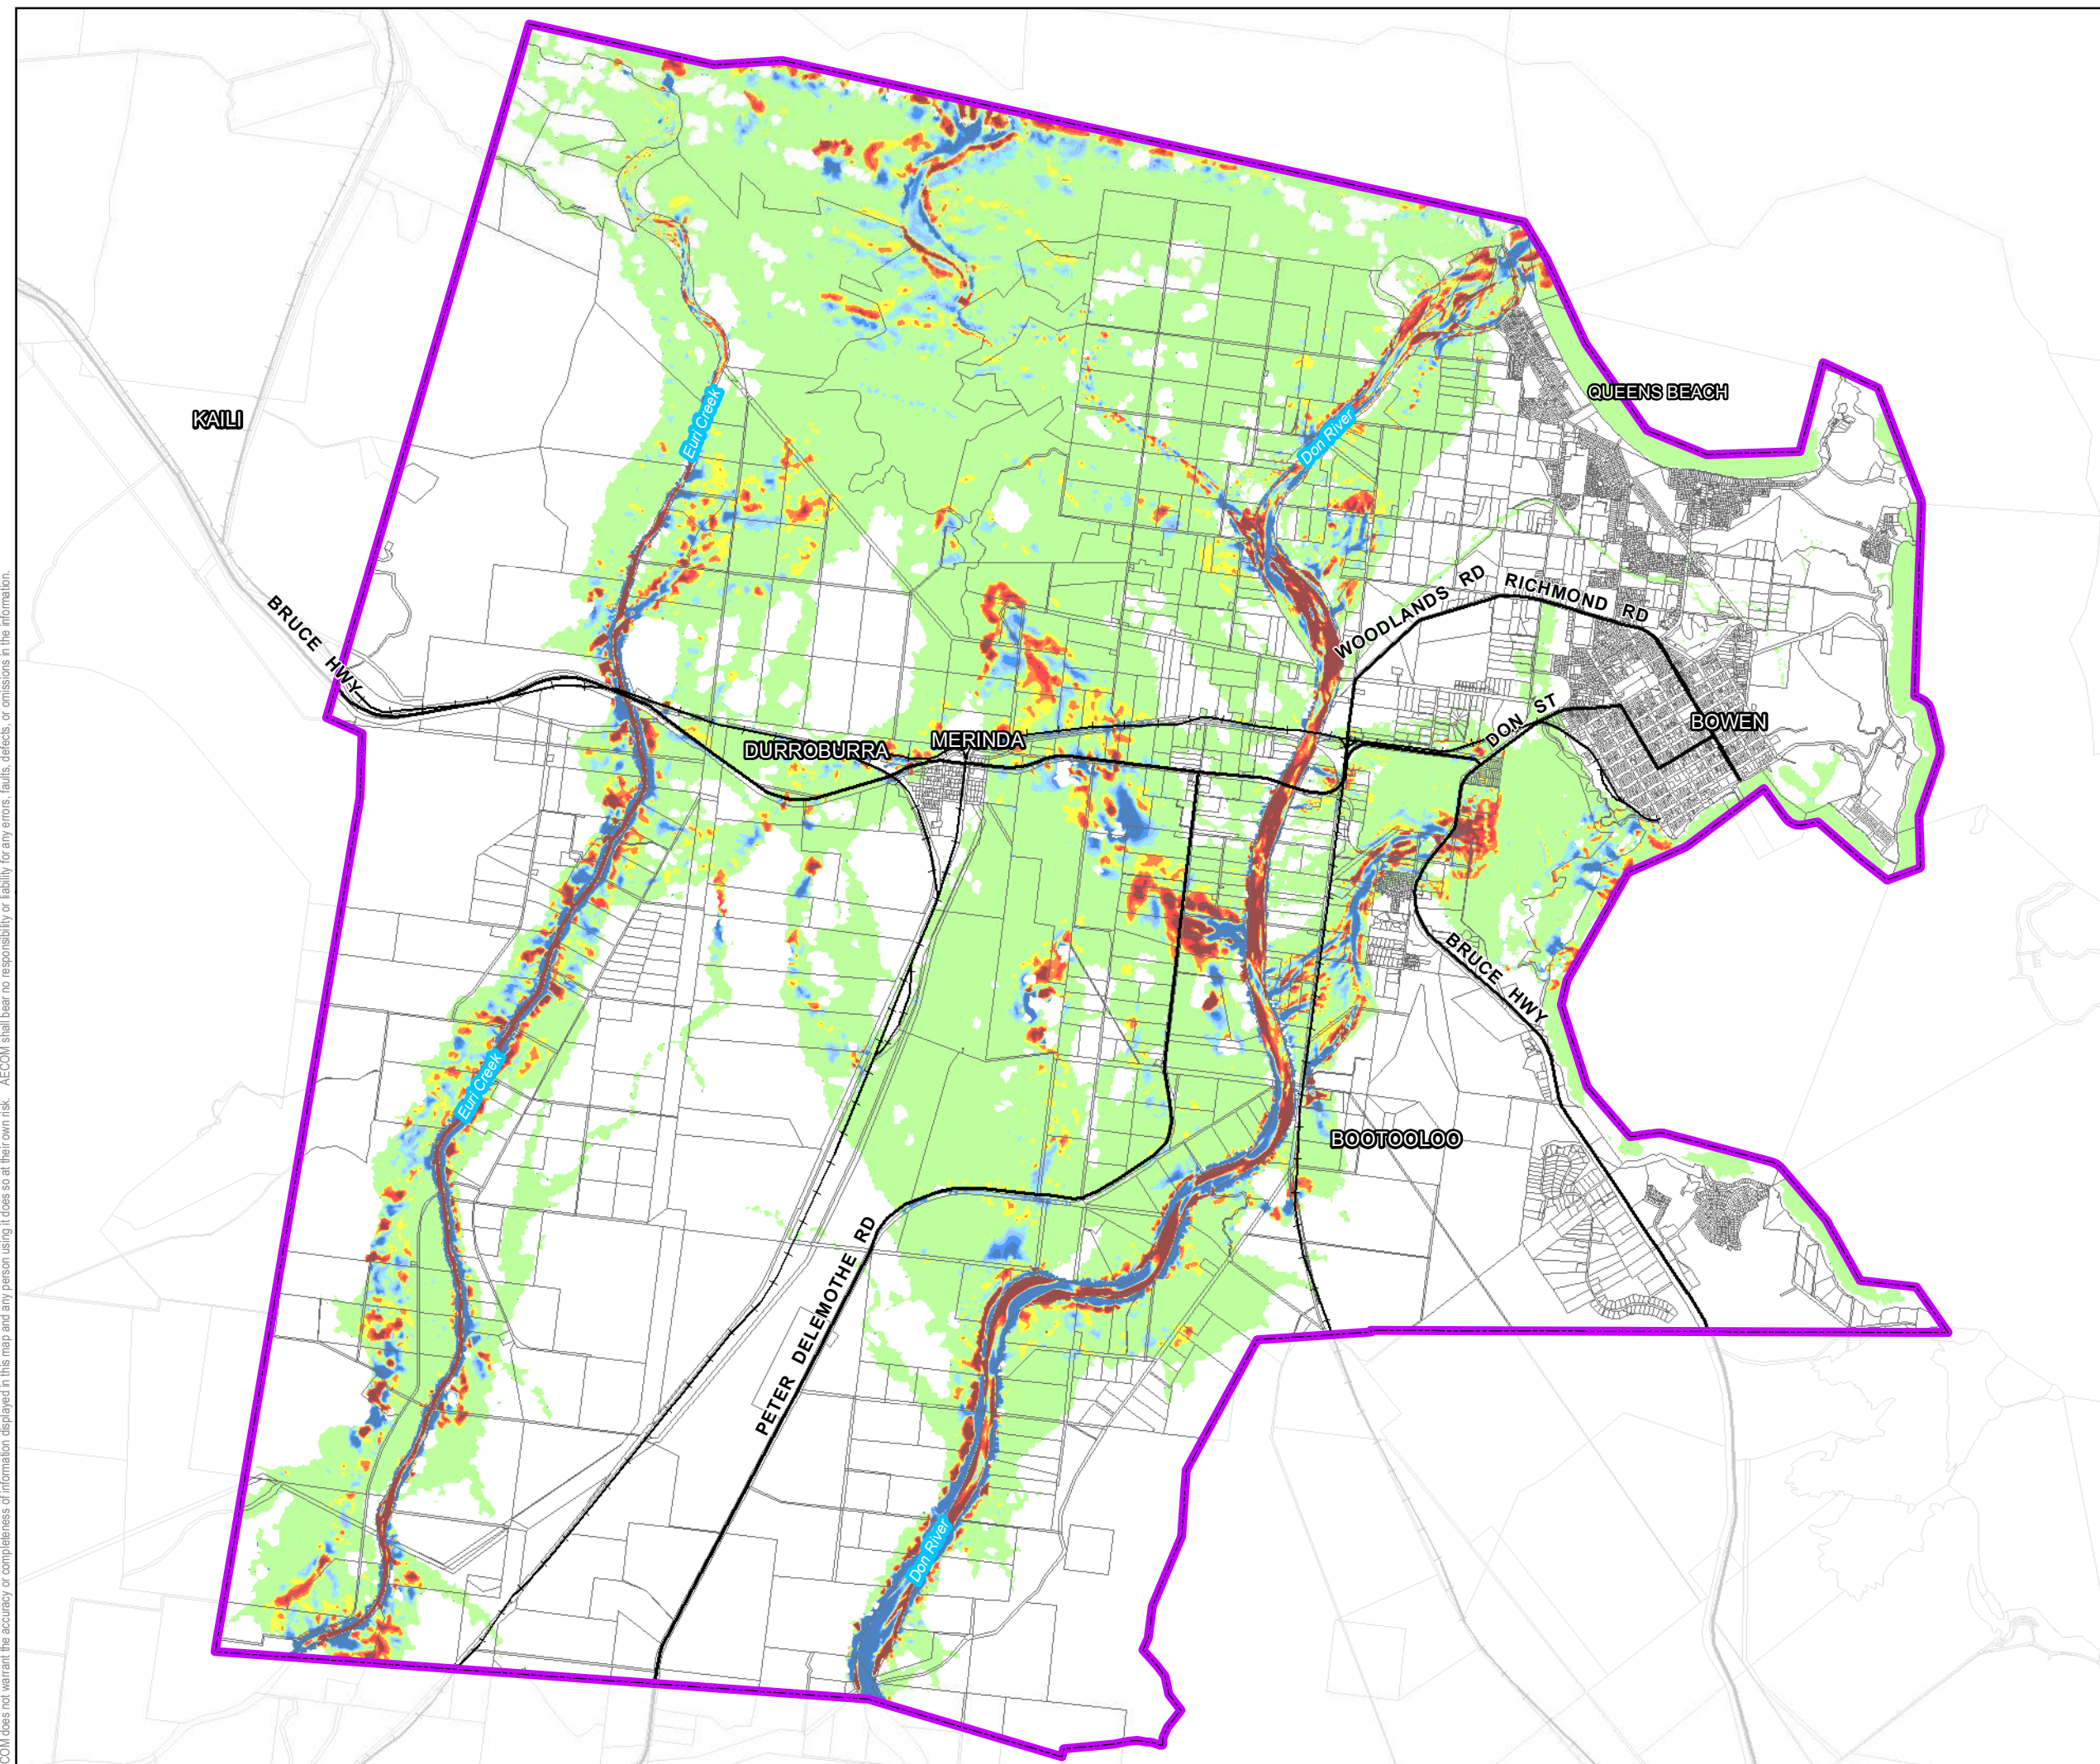 QUEENS BEACH
KAILI
Euri Creek
Don River
BRUCE HWY
WOODLANDS RD
RICHMOND RD
DON ST
BOWEN
DURROBURRA
MERINDA
BRUCE HWY
Euri Creek
BOOTOOLOO
PETER DELEMOTHE RD
Don River
COM does not warrant the accuracy or completeness of information displayed in this map and any person using it does so at their own risk. AECOM shall bear no responsibility or liability for any errors, faults, defects, or omissions in the information.